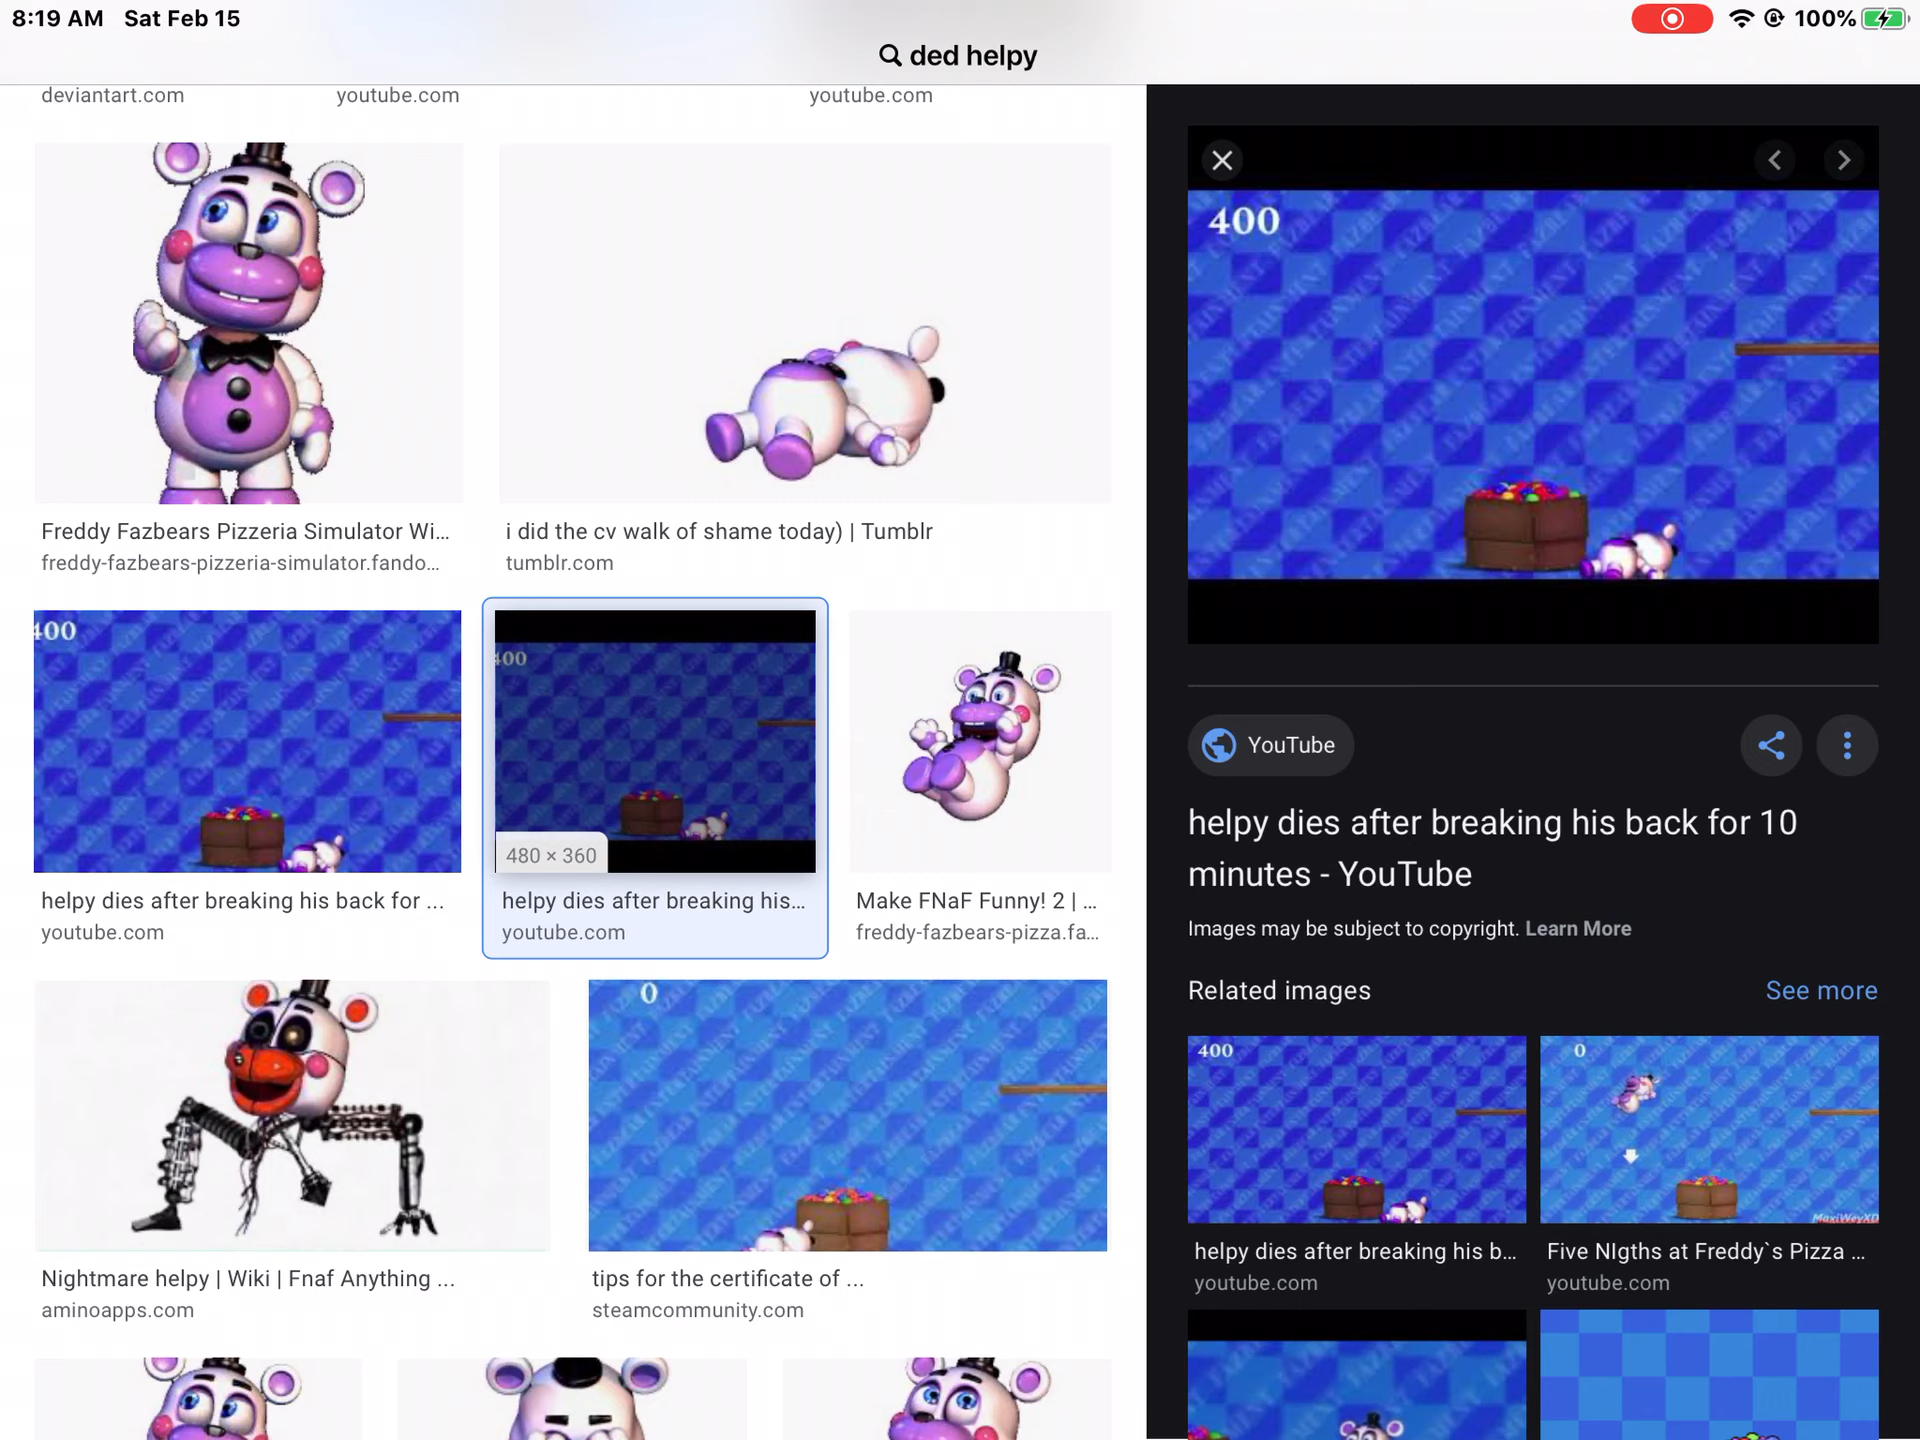 8:19 AM Sat Feb 15
100%
ded helpy
deviantart.com
youtube.com
youtube.com
Freddy Fazbears Pizzeria Simulator Wi...
freddy-fazbears-pizzeria-simulator.fando...
i did the cv walk of shame today) | Tumblr
tumblr.com
400
helpy dies after breaking his back for ...
youtube.com
400
480 × 360
helpy dies after breaking his...
youtube.com
Make FNaF Funny! 2 | ...
freddy-fazbears-pizza.fa...
Nightmare helpy | Wiki | Fnaf Anything ...
aminoapps.com
0
tips for the certificate of ...
steamcommunity.com
400
YouTube
helpy dies after breaking his back for 10
minutes - YouTube
Images may be subject to copyright. Learn More
Related images
See more
400
helpy dies after breaking his b...
youtube.com
0
MaxiWeyXD
Five NIgths at Freddy`s Pizza ...
youtube.com